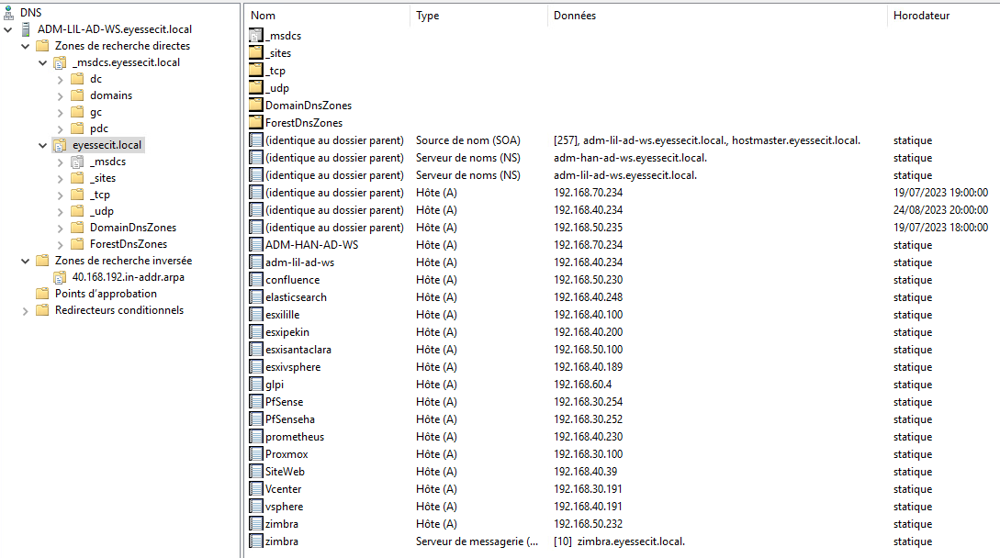 DNS
ADM-LIL-AD-WS.eyessecit.local
Zones de recherche directes
_msdcs.eyessecit.local
dc
domains
gc
pdc
eyessecit.local
_msdcs
_sites
_tcp
_udp
DomainDnsZones
ForestDnsZones
Zones de recherche inversée
40.168.192.in-addr.arpa
Points d'approbation
Redirecteurs conditionnels
Nom Type Données Horodateur
_msdcs
_sites
_tcp
_udp
DomainDnsZones
ForestDnsZones
(identique au dossier parent) Source de nom (SOA) [257], adm-lil-ad-ws.eyessecit.local., hostmaster.eyessecit.local. statique
(identique au dossier parent) Serveur de noms (NS) adm-han-ad-ws.eyessecit.local. statique
(identique au dossier parent) Serveur de noms (NS) adm-lil-ad-ws.eyessecit.local. statique
(identique au dossier parent) Hôte (A) 192.168.70.234 19/07/2023 19:00:00
(identique au dossier parent) Hôte (A) 192.168.40.234 24/08/2023 20:00:00
(identique au dossier parent) Hôte (A) 192.168.50.235 19/07/2023 18:00:00
ADM-HAN-AD-WS Hôte (A) 192.168.70.234 statique
adm-lil-ad-ws Hôte (A) 192.168.40.234 statique
confluence Hôte (A) 192.168.50.230 statique
elasticsearch Hôte (A) 192.168.40.248 statique
esxilille Hôte (A) 192.168.40.100 statique
esxipekin Hôte (A) 192.168.40.200 statique
esxisantaclara Hôte (A) 192.168.50.100 statique
esxivsphere Hôte (A) 192.168.40.189 statique
glpi Hôte (A) 192.168.60.4 statique
PfSense Hôte (A) 192.168.30.254 statique
PfSenseha Hôte (A) 192.168.30.252 statique
prometheus Hôte (A) 192.168.40.230 statique
Proxmox Hôte (A) 192.168.30.100 statique
SiteWeb Hôte (A) 192.168.40.39 statique
Vcenter Hôte (A) 192.168.30.191 statique
vsphere Hôte (A) 192.168.40.191 statique
zimbra Hôte (A) 192.168.50.232 statique
zimbra Serveur de messagerie (... [10] zimbra.eyessecit.local. statique